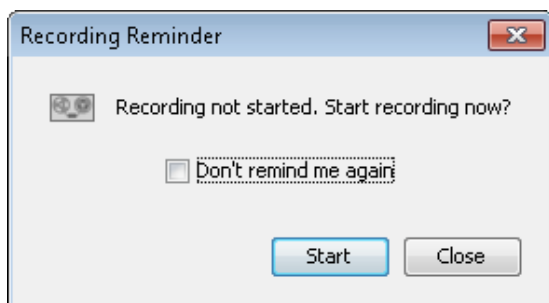 Recording Reminder
Recording not started. Start recording now?
Don't remind me again
Start Close